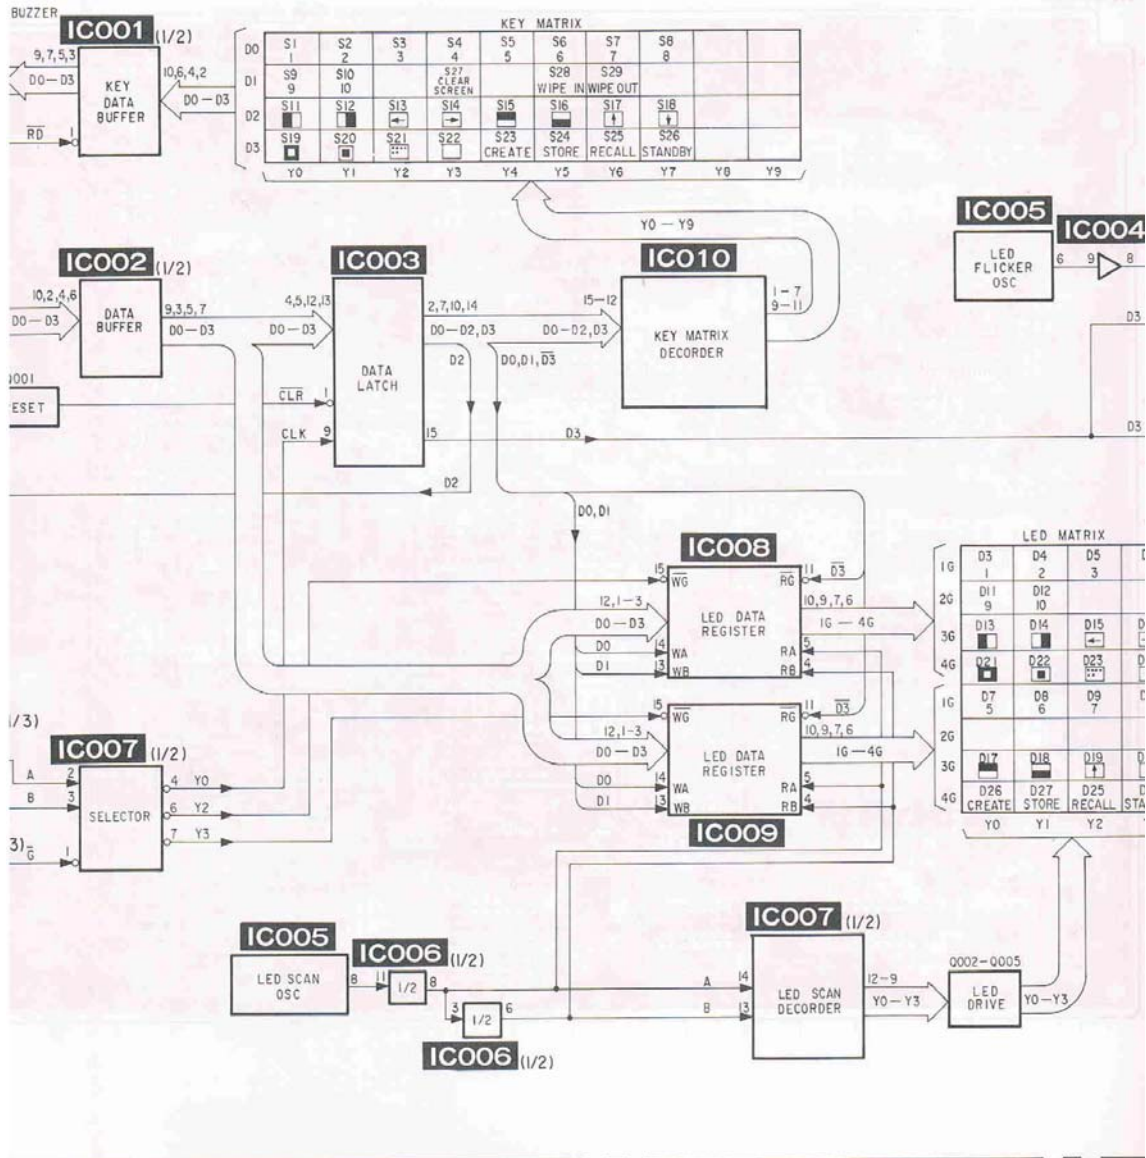 BUZZER
IC001 (1/2)
9,7,5,3
D0—D3
KEY
DATA
BUFFER
10,6,4,2
D0—D3
RD 1
KEY MATRIX
D0 S1 S2 S3 S4 S5 S6 S7 S8
1 2 3 4 5 6 7 8
D1 S9 S10 S27 S28 S29
9 10 CLEAR SCREEN WIPE IN WIPE OUT
D2 S11 S12 S13 S14 S15 S16 S17 S18
← → ↑ ↓
D3 S19 S20 S21 S22 S23 S24 S25 S26
CREATE STORE RECALL STANDBY
Y0 Y1 Y2 Y3 Y4 Y5 Y6 Y7 Y8 Y9
Y0 — Y9
IC005
LED
FLICKER
OSC
6 9
IC004
8
D3
IC002 (1/2)
10,2,4,6
D0—D3
DATA
BUFFER
9,3,5,7
D0—D3
IC003
4,5,12,13
D0—D3
DATA
LATCH
2,7,10,14
D0—D2,D3
D2
IC010
15—12
D0—D2,D3
D0,D1,D3
KEY MATRIX
DECORDER
1—7
9—11
Q001
ESET
CLR 1
CLK 9
15 D3 D3
D2
D0,D1
IC008
15 WG RG 11 D3
12,1—3
D0—D3
LED DATA
REGISTER
10,9,7,6
1G — 4G
D0 14 WA RA 5
D1 13 WB RB 4
15 WG RG 11 D3
12,1—3
D0—D3
LED DATA
REGISTER
10,9,7,6
1G—4G
D0 14 WA RA 5
D1 13 WB RB 4
IC009
LED MATRIX
1G D3 D4 D5
1 2 3
2G D11 D12
9 10
3G D13 D14 D15
←
4G D21 D22 D23
1G D7 D8 D9
5 6 7
2G
3G D17 D18 D19
↑
4G D26 D27 D25
CREATE STORE RECALL STA
Y0 Y1 Y2
1/3)
IC007 (1/2)
A 2
B 3
SELECTOR
4 Y0
6 Y2
7 Y3
3) G 1
IC005
LED SCAN
OSC
8
IC006 (1/2)
11 1/2 8
3 1/2 6
IC006 (1/2)
IC007 (1/2)
A 14
B 13
LED SCAN
DECORDER
12—9
Y0—Y3
Q002—Q005
LED
DRIVE
Y0—Y3